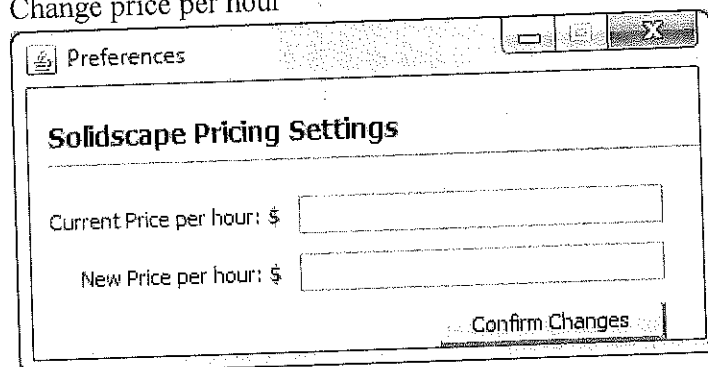 Change price per hour
Preferences
Solidscape Pricing Settings
Current Price per hour: $
New Price per hour: $
Confirm Changes